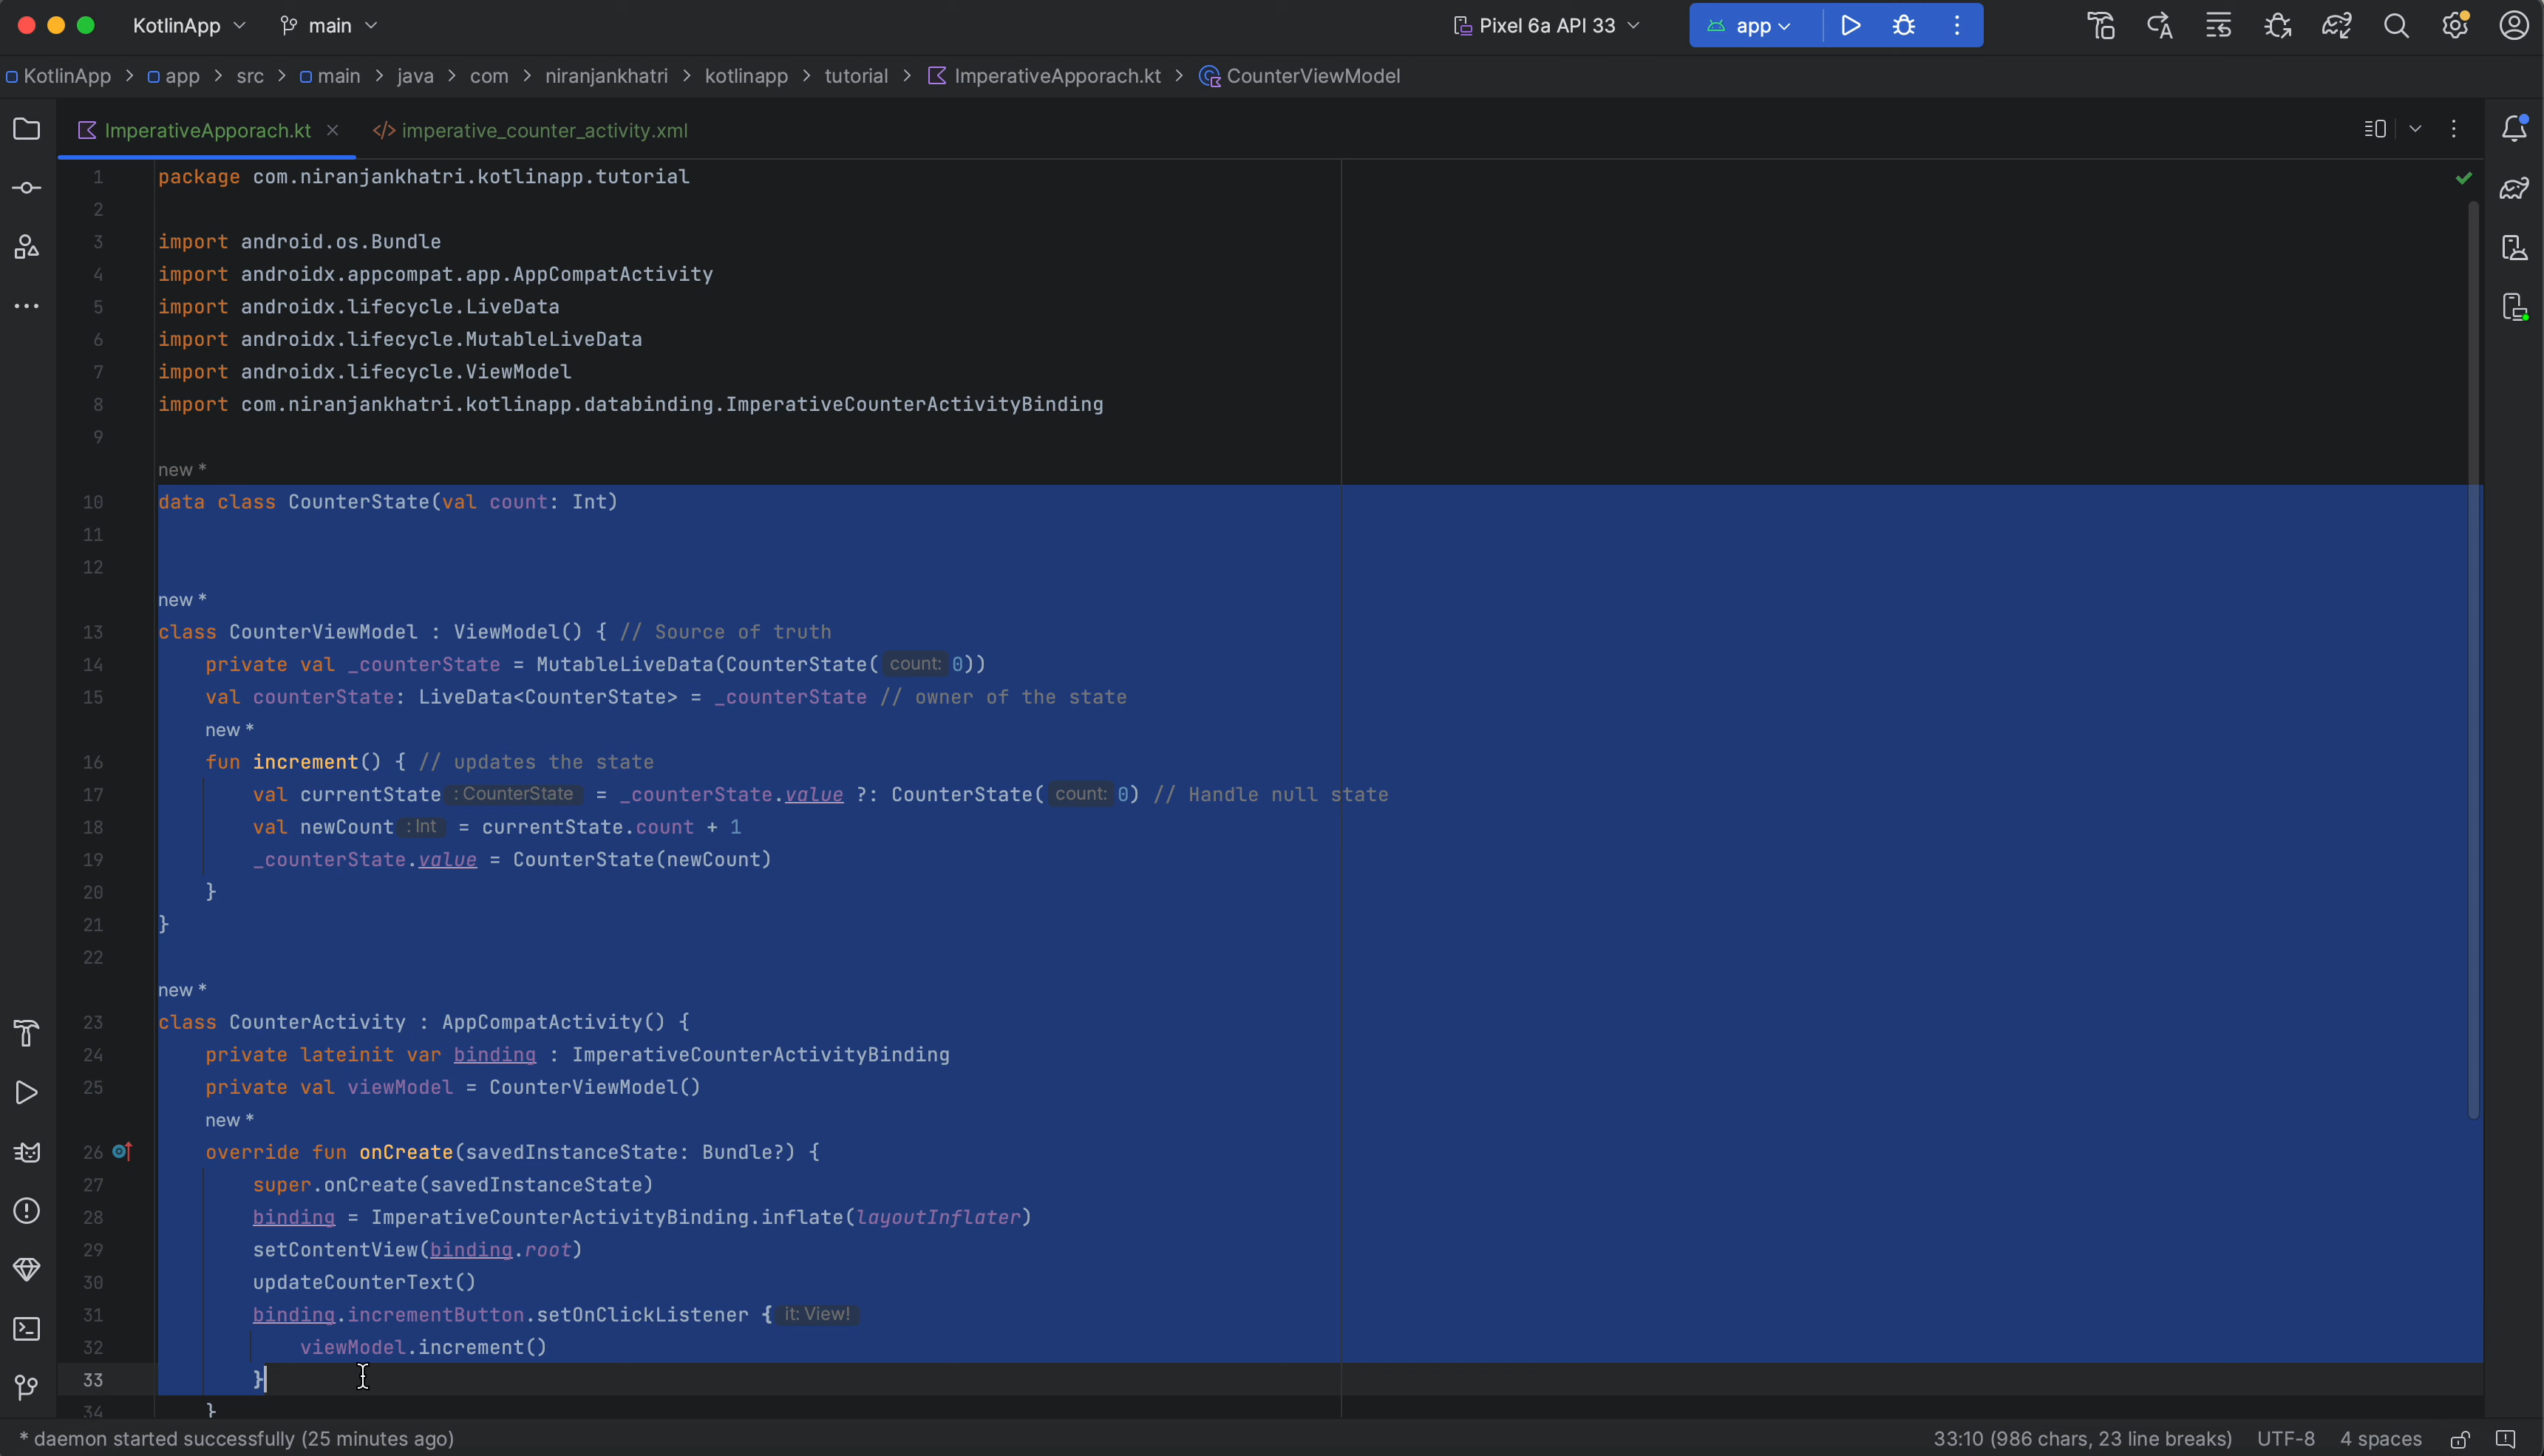 KotlinApp main Pixel 6a API 33 app
KotlinApp > app > src > main > java > com > niranjankhatri > kotlinapp > tutorial > ImperativeApporach.kt > CounterViewModel
ImperativeApporach.kt × </> imperative_counter_activity.xml
1 package com.niranjankhatri.kotlinapp.tutorial
2
3 import android.os.Bundle
4 import androidx.appcompat.app.AppCompatActivity
5 import androidx.lifecycle.LiveData
6 import androidx.lifecycle.MutableLiveData
7 import androidx.lifecycle.ViewModel
8 import com.niranjankhatri.kotlinapp.databinding.ImperativeCounterActivityBinding
9
new *
10 data class CounterState(val count: Int)
11
12
new *
13 class CounterViewModel : ViewModel() { // Source of truth
14 private val _counterState = MutableLiveData(CounterState( count: 0))
15 val counterState: LiveData<CounterState> = _counterState // owner of the state
new *
16 fun increment() { // updates the state
17 val currentState : CounterState = _counterState.value ?: CounterState( count: 0) // Handle null state
18 val newCount : Int = currentState.count + 1
19 _counterState.value = CounterState(newCount)
20 }
21 }
22
new *
23 class CounterActivity : AppCompatActivity() {
24 private lateinit var binding : ImperativeCounterActivityBinding
25 private val viewModel = CounterViewModel()
new *
26 override fun onCreate(savedInstanceState: Bundle?) {
27 super.onCreate(savedInstanceState)
28 binding = ImperativeCounterActivityBinding.inflate(layoutInflater)
29 setContentView(binding.root)
30 updateCounterText()
31 binding.incrementButton.setOnClickListener { it: View!
32 viewModel.increment()
33 }
34 }
* daemon started successfully (25 minutes ago) 33:10 (986 chars, 23 line breaks) UTF-8 4 spaces